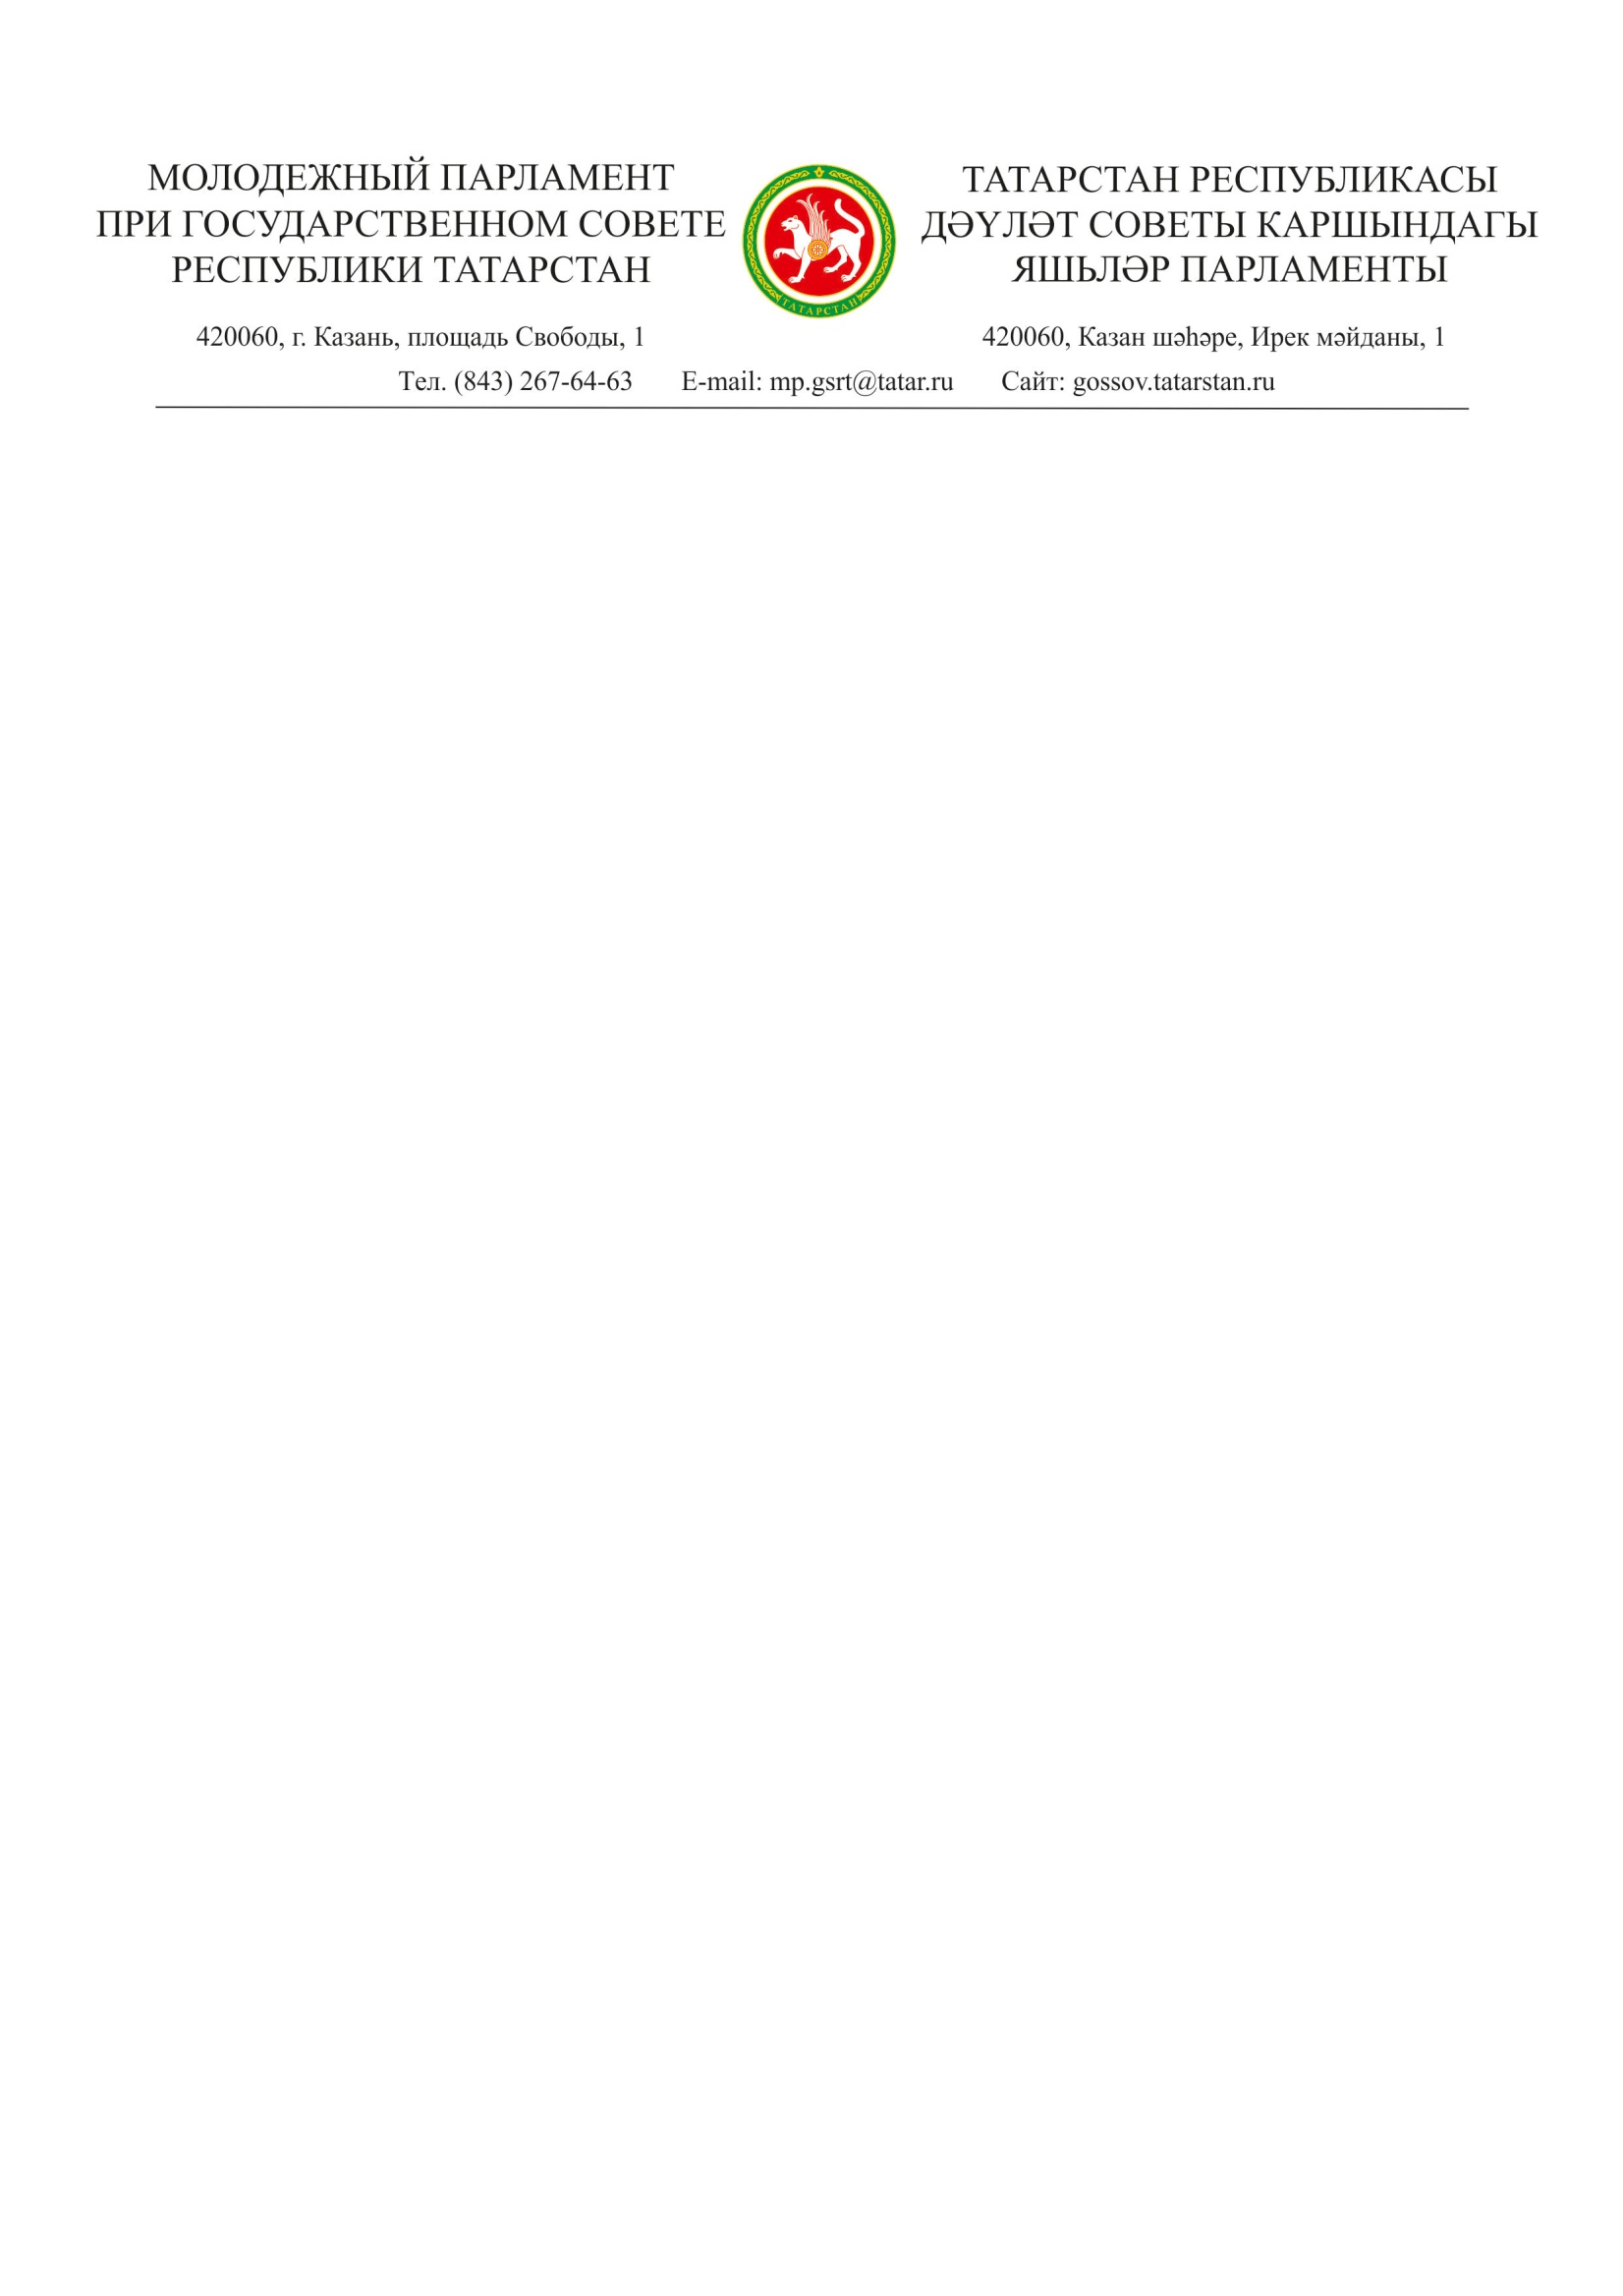 МОЛОДЕЖНЫЙ ПАРЛАМЕНТ
ПРИ ГОСУДАРСТВЕННОМ СОВЕТЕ
РЕСПУБЛИКИ ТАТАРСТАН
420060, г. Казань, площадь Свободы, 1
ТАТАРСТАН
ТАТАРСТАН РЕСПУБЛИКАСЫ
ДӘҮЛӘТ СОВЕТЫ КАРШЫНДАГЫ
ЯШЬЛӘР ПАРЛАМЕНТЫ
420060, Казан шәһәре, Ирек мәйданы, 1
Тел. (843) 267-64-63 E-mail: mp.gsrt@tatar.ru Сайт: gossov.tatarstan.ru